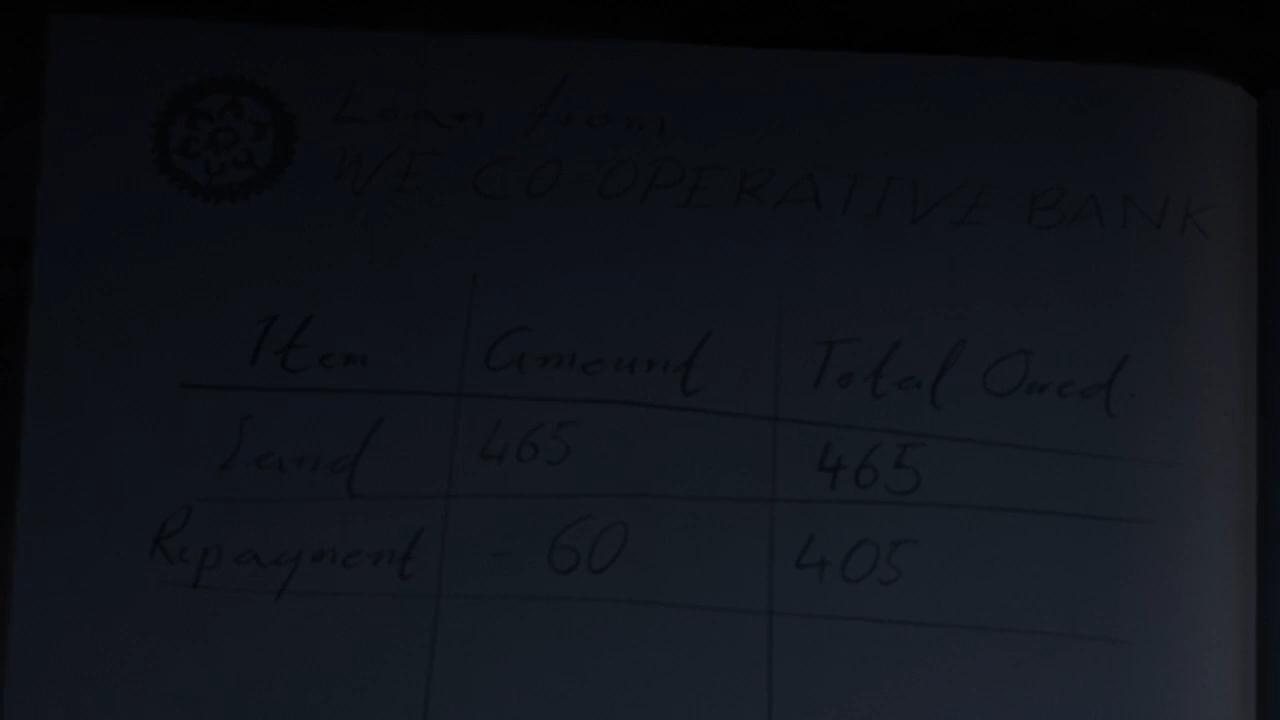 Loan from
WE CO-OPERATIVE BANK
Item Amount Total Owed.
Land 465 465
Repayment - 60 405